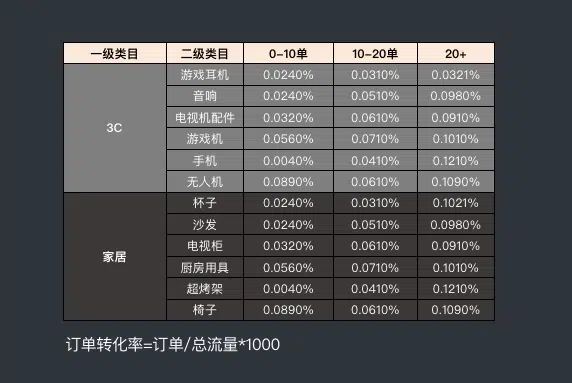 一级类目 二级类目 0-10单 10-20单 20+
3C 游戏耳机 0.0240% 0.0310% 0.0321%
音响 0.0240% 0.0510% 0.0980%
电视机配件 0.0320% 0.0610% 0.0910%
游戏机 0.0560% 0.0710% 0.1010%
手机 0.0040% 0.0410% 0.1210%
无人机 0.0890% 0.0610% 0.1090%
家居 杯子 0.0240% 0.0310% 0.1021%
沙发 0.0240% 0.0510% 0.0980%
电视柜 0.0320% 0.0610% 0.0910%
厨房用具 0.0560% 0.0710% 0.1010%
超烤架 0.0040% 0.0410% 0.1210%
椅子 0.0890% 0.0610% 0.1090%
订单转化率=订单/总流量*1000